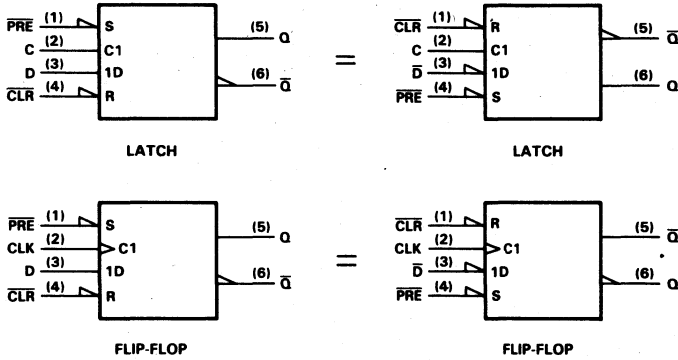 PRE (1) S (5) Q
C (2) C1
D (3) 1D
CLR (4) R (6) Q̅
LATCH
=
CLR (1) R (5) Q̅
C (2) C1
D̅ (3) 1D
PRE (4) S (6) Q
LATCH
PRE (1) S (5) Q
CLK (2) C1
D (3) 1D
CLR (4) R (6) Q̅
FLIP-FLOP
=
CLR (1) R (5) Q̅
CLK (2) C1
D̅ (3) 1D
PRE (4) S (6) Q
FLIP-FLOP